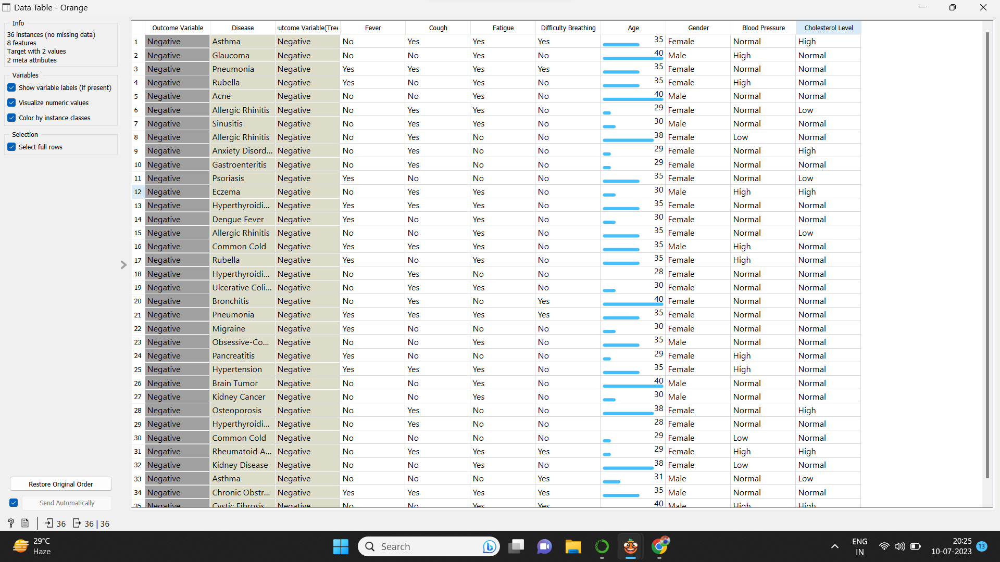 Data Table - Orange
Info
36 instances (no missing data)
8 features
Target with 2 values
2 meta attributes
Variables
Show variable labels (if present)
Visualize numeric values
Color by instance classes
Selection
Select full rows
Outcome Variable Disease utcome Variable(Tree Fever Cough Fatigue Difficulty Breathing Age Gender Blood Pressure Cholesterol Level
1 Negative Asthma Negative No Yes Yes Yes 35 Female Normal High
2 Negative Glaucoma Negative No No Yes No 40 Male High Normal
3 Negative Pneumonia Negative Yes Yes Yes Yes 35 Female Normal Normal
4 Negative Rubella Negative Yes No Yes No 35 Female High Normal
5 Negative Acne Negative No No Yes No 40 Male Normal Normal
6 Negative Allergic Rhinitis Negative No Yes Yes No 29 Female Normal Low
7 Negative Sinusitis Negative No Yes Yes No 30 Male Normal Normal
8 Negative Allergic Rhinitis Negative No Yes No No 38 Female Low Normal
9 Negative Anxiety Disord... Negative No Yes No No 29 Female Normal High
10 Negative Gastroenteritis Negative No Yes No No 29 Female Normal Normal
11 Negative Psoriasis Negative Yes No No No 35 Female Normal Low
12 Negative Eczema Negative No Yes Yes No 30 Male High High
13 Negative Hyperthyroidi... Negative Yes Yes Yes No 35 Female Normal Normal
14 Negative Dengue Fever Negative Yes No Yes No 30 Female Normal Normal
15 Negative Allergic Rhinitis Negative No No Yes No 35 Female Normal Low
16 Negative Common Cold Negative Yes Yes Yes No 35 Male High Normal
17 Negative Rubella Negative Yes No Yes No 35 Female High Normal
18 Negative Hyperthyroidi... Negative No Yes No No 28 Female Normal Normal
19 Negative Ulcerative Coli... Negative No Yes Yes No 30 Female Normal Normal
20 Negative Bronchitis Negative No Yes No Yes 40 Female Normal Normal
21 Negative Pneumonia Negative Yes Yes Yes Yes 35 Female Normal Normal
22 Negative Migraine Negative Yes No No No 30 Female Normal Normal
23 Negative Obsessive-Co... Negative No No Yes No 35 Male Normal Normal
24 Negative Pancreatitis Negative Yes No No No 29 Female High Normal
25 Negative Hypertension Negative Yes Yes Yes No 35 Female High Normal
26 Negative Brain Tumor Negative No No Yes No 40 Male Normal Normal
27 Negative Kidney Cancer Negative No No Yes No 30 Male Normal Normal
28 Negative Osteoporosis Negative No Yes No No 38 Female Normal High
29 Negative Hyperthyroidi... Negative No Yes No No 28 Female Normal Normal
30 Negative Common Cold Negative No No No No 29 Female Low Normal
31 Negative Rheumatoid A... Negative No Yes Yes Yes 29 Female High High
32 Negative Kidney Disease Negative No No Yes No 38 Female Low Normal
33 Negative Asthma Negative No No No Yes 31 Male Normal Low
34 Negative Chronic Obstr... Negative Yes Yes Yes Yes 35 Male Normal Normal
35 Negative Cystic Fibrosis Negative No No Yes Yes 40 Male High High
Restore Original Order
Send Automatically
? 36 36 | 36
29°C
Haze
Search
ENG
IN
20:25
10-07-2023
13